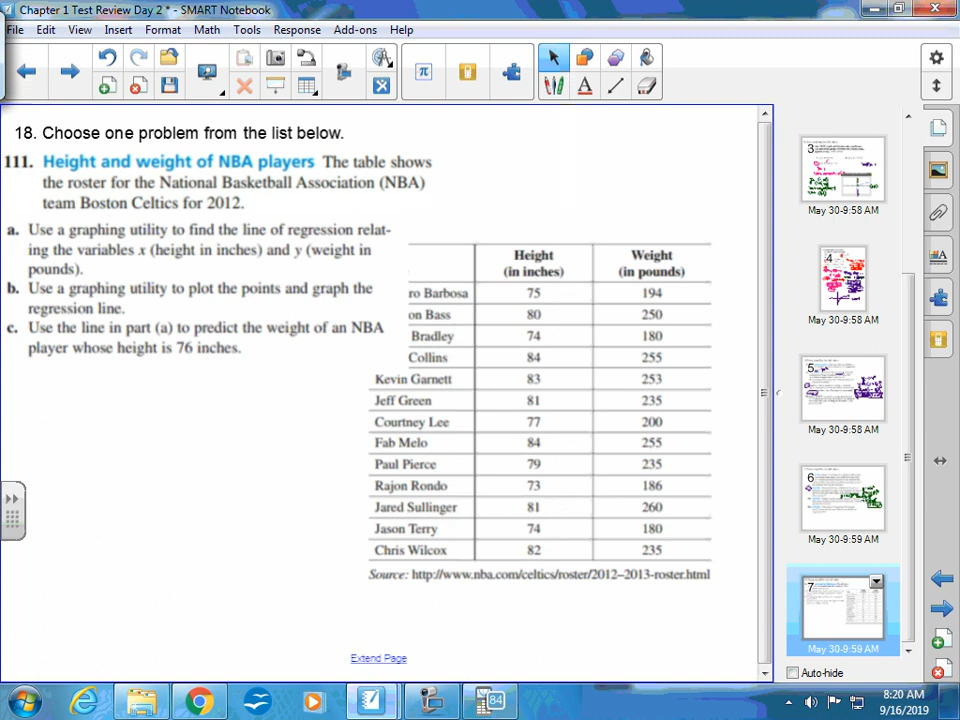 Chapter 1 Test Review Day 2 * - SMART Notebook
File Edit View Insert Format Math Tools Response Add-ons Help
18. Choose one problem from the list below.
111. Height and weight of NBA players The table shows
the roster for the National Basketball Association (NBA)
team Boston Celtics for 2012.
a. Use a graphing utility to find the line of regression relat-
ing the variables x (height in inches) and y (weight in
pounds).
b. Use a graphing utility to plot the points and graph the
regression line.
c. Use the line in part (a) to predict the weight of an NBA
player whose height is 76 inches.
Height Weight
(in inches) (in pounds)
ro Barbosa 75 194
on Bass 80 250
Bradley 74 180
Collins 84 255
Kevin Garnett 83 253
Jeff Green 81 235
Courtney Lee 77 200
Fab Melo 84 255
Paul Pierce 79 235
Rajon Rondo 73 186
Jared Sullinger 81 260
Jason Terry 74 180
Chris Wilcox 82 235
Source: http://www.nba.com/celtics/roster/2012–2013-roster.html
Extend Page
3
May 30-9:58 AM
4
May 30-9:58 AM
5
May 30-9:58 AM
6
May 30-9:59 AM
7
May 30-9:59 AM
Auto-hide
84
8:20 AM
9/16/2019